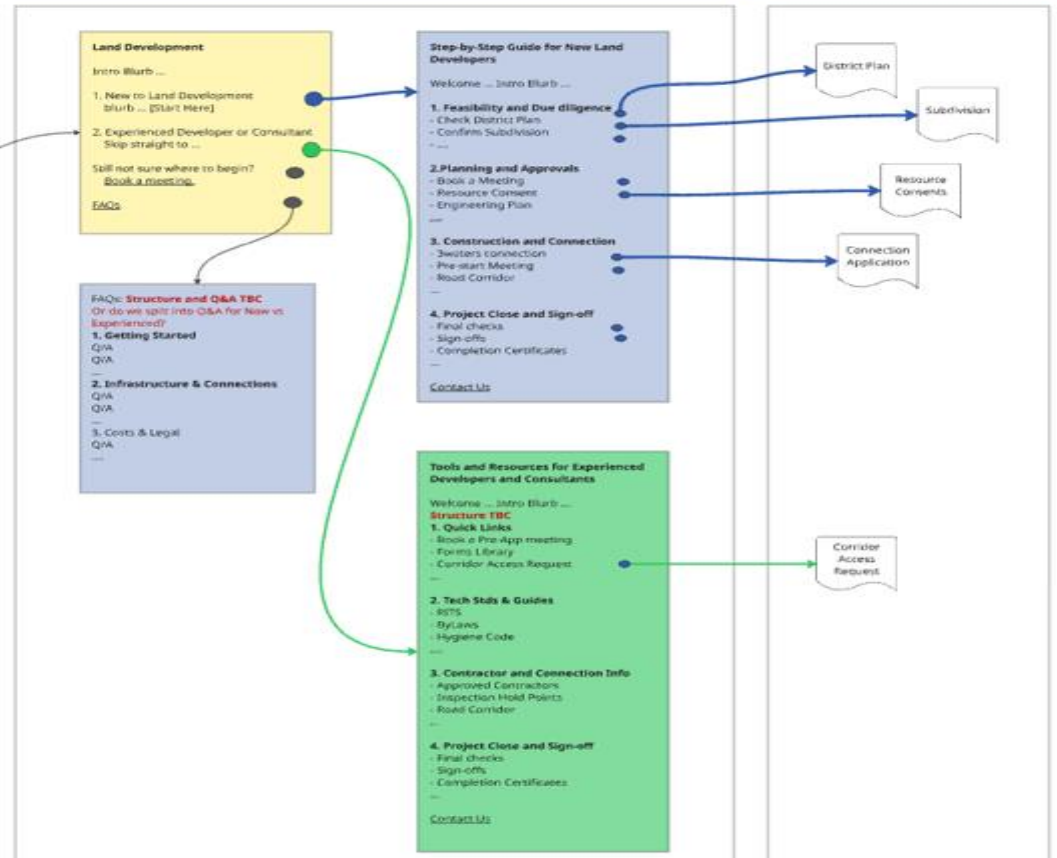 Land Development
Intro Blurb ...
1. New to Land Development
blurb ... [Start Here]
2. Experienced Developer or Consultant
Skip straight to ...
Still not sure where to begin?
Book a meeting.
FAQs
FAQs: Structure and Q&A TBC
Or do we split into Q&A for New vs
Experienced?
1. Getting Started
Q/A
Q/A
...
2. Infrastructure & Connections
Q/A
Q/A
...
3. Costs & Legal
Q/A
...
Step-by-Step Guide for New Land
Developers
Welcome ... Intro Blurb ...
1. Feasibility and Due diligence
- Check District Plan
- Confirm Subdivision
- ...
2.Planning and Approvals
- Book a Meeting
- Resource Consent
- Engineering Plan
...
3. Construction and Connection
- 3waters connection
- Pre-start Meeting
- Road Corridor
...
4. Project Close and Sign-off
- Final checks
- Sign-offs
- Completion Certificates
...
Contact Us
Tools and Resources for Experienced
Developers and Consultants
Welcome ... Intro Blurb ...
Structure TBC
1. Quick Links
- Book a Pre-App meeting
- Forms Library
- Corridor Access Request
...
2. Tech Stds & Guides
- RSTS
- ByLaws
- Hygiene Code
...
3. Contractor and Connection Info
- Approved Contractors
- Inspection Hold Points
- Road Corridor
...
4. Project Close and Sign-off
- Final checks
- Sign-offs
- Completion Certificates
...
Contact Us
District Plan
Subdivision
Resource
Consents
Connection
Application
Corridor
Access
Request